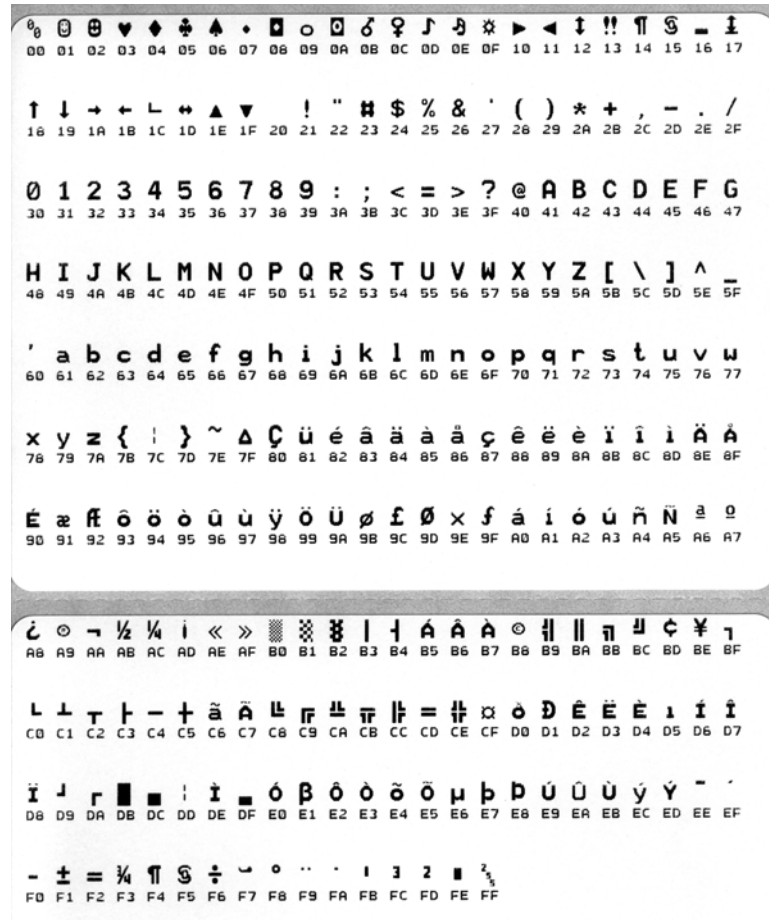 ⁰₀ ☺ ☻ ♥ ♦ ♣ ♠ • ◘ ○ ◙ ♂ ♀ ♪ ♫ ☼ ► ◄ ↕ ‼ ¶ § ▬ ↨
00 01 02 03 04 05 06 07 08 09 0A 0B 0C 0D 0E 0F 10 11 12 13 14 15 16 17
↑ ↓ → ← ∟ ↔ ▲ ▼ ! " # $ % & ' ( ) * + , - . /
18 19 1A 1B 1C 1D 1E 1F 20 21 22 23 24 25 26 27 28 29 2A 2B 2C 2D 2E 2F
0 1 2 3 4 5 6 7 8 9 : ; < = > ? @ A B C D E F G
30 31 32 33 34 35 36 37 38 39 3A 3B 3C 3D 3E 3F 40 41 42 43 44 45 46 47
H I J K L M N O P Q R S T U V W X Y Z [ \ ] ^ _
48 49 4A 4B 4C 4D 4E 4F 50 51 52 53 54 55 56 57 58 59 5A 5B 5C 5D 5E 5F
' a b c d e f g h i j k l m n o p q r s t u v w
60 61 62 63 64 65 66 67 68 69 6A 6B 6C 6D 6E 6F 70 71 72 73 74 75 76 77
x y z { ¦ } ~ ∆ Ç ü é â ä à å ç ê ë è ï î ì Ä Å
78 79 7A 7B 7C 7D 7E 7F 80 81 82 83 84 85 86 87 88 89 8A 8B 8C 8D 8E 8F
É æ Æ ô ö ò û ù ÿ Ö Ü ø £ Ø × ƒ á í ó ú ñ Ñ ª º
90 91 92 93 94 95 96 97 98 99 9A 9B 9C 9D 9E 9F A0 A1 A2 A3 A4 A5 A6 A7
¿ ® ¬ ½ ¼ ¡ « » ░ ▒ ▓ │ ┤ Á Â À © ╣ ║ ╗ ╝ ¢ ¥ ┐
A8 A9 AA AB AC AD AE AF B0 B1 B2 B3 B4 B5 B6 B7 B8 B9 BA BB BC BD BE BF
└ ┴ ┬ ├ ─ ┼ ã Ã ╚ ╔ ╩ ╦ ╠ ═ ╬ ¤ ð Ð Ê Ë È ı Í Î
C0 C1 C2 C3 C4 C5 C6 C7 C8 C9 CA CB CC CD CE CF D0 D1 D2 D3 D4 D5 D6 D7
Ï ┘ ┌ █ ▄ ¦ Ì ▬ Ó β Ô Ò õ Õ µ þ Þ Ú Û Ù ý Ý ¯ ´
D8 D9 DA DB DC DD DE DF E0 E1 E2 E3 E4 E5 E6 E7 E8 E9 EA EB EC ED EE EF
- ± = ¾ ¶ § ÷ ¸ ° ¨ · ¹ ³ ² ■ ²⁵₅
F0 F1 F2 F3 F4 F5 F6 F7 F8 F9 FA FB FC FD FE FF